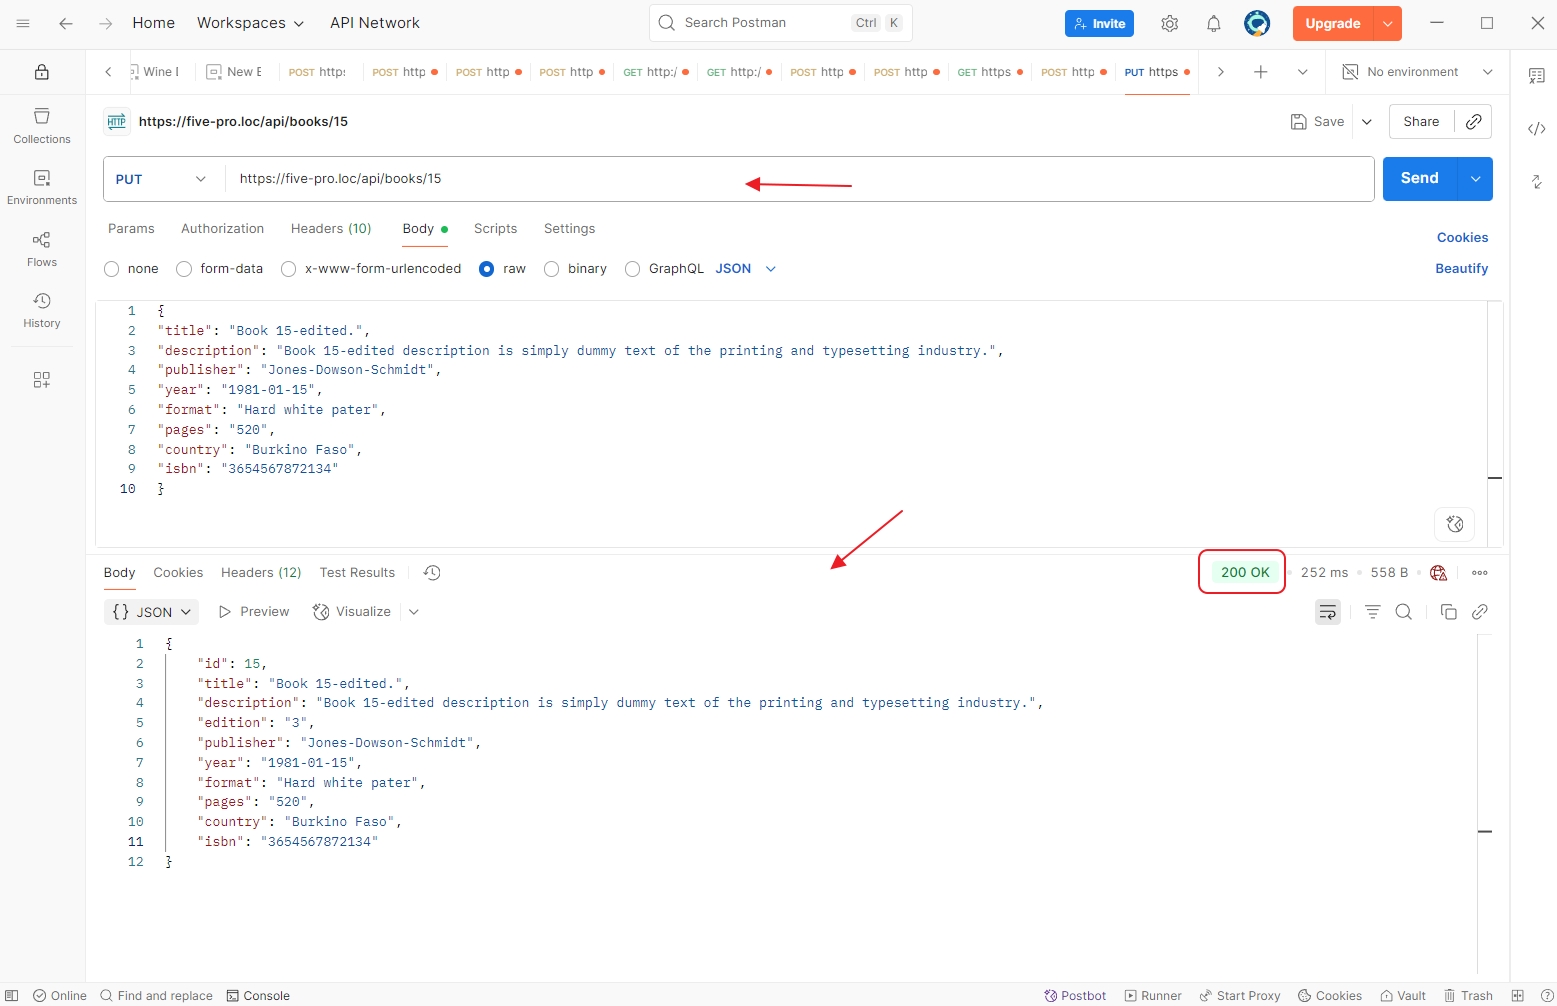 Home Workspaces API Network Search Postman Ctrl K Invite Upgrade
Wine I New E POST https: POST http POST http POST http GET http:/ GET http:/ POST http POST http GET https POST http PUT https No environment
HTTP https://five-pro.loc/api/books/15 Save Share
PUT https://five-pro.loc/api/books/15 Send
Params Authorization Headers (10) Body Scripts Settings Cookies
none form-data x-www-form-urlencoded raw binary GraphQL JSON Beautify
Collections
Environments
Flows
History
1 {
2 "title": "Book 15-edited.",
3 "description": "Book 15-edited description is simply dummy text of the printing and typesetting industry.",
4 "publisher": "Jones-Dowson-Schmidt",
5 "year": "1981-01-15",
6 "format": "Hard white pater",
7 "pages": "520",
8 "country": "Burkino Faso",
9 "isbn": "3654567872134"
10 }
Body Cookies Headers (12) Test Results 200 OK 252 ms 558 B
{} JSON Preview Visualize
1 {
2 "id": 15,
3 "title": "Book 15-edited.",
4 "description": "Book 15-edited description is simply dummy text of the printing and typesetting industry.",
5 "edition": "3",
6 "publisher": "Jones-Dowson-Schmidt",
7 "year": "1981-01-15",
8 "format": "Hard white pater",
9 "pages": "520",
10 "country": "Burkino Faso",
11 "isbn": "3654567872134"
12 }
Online Find and replace Console Postbot Runner Start Proxy Cookies Vault Trash